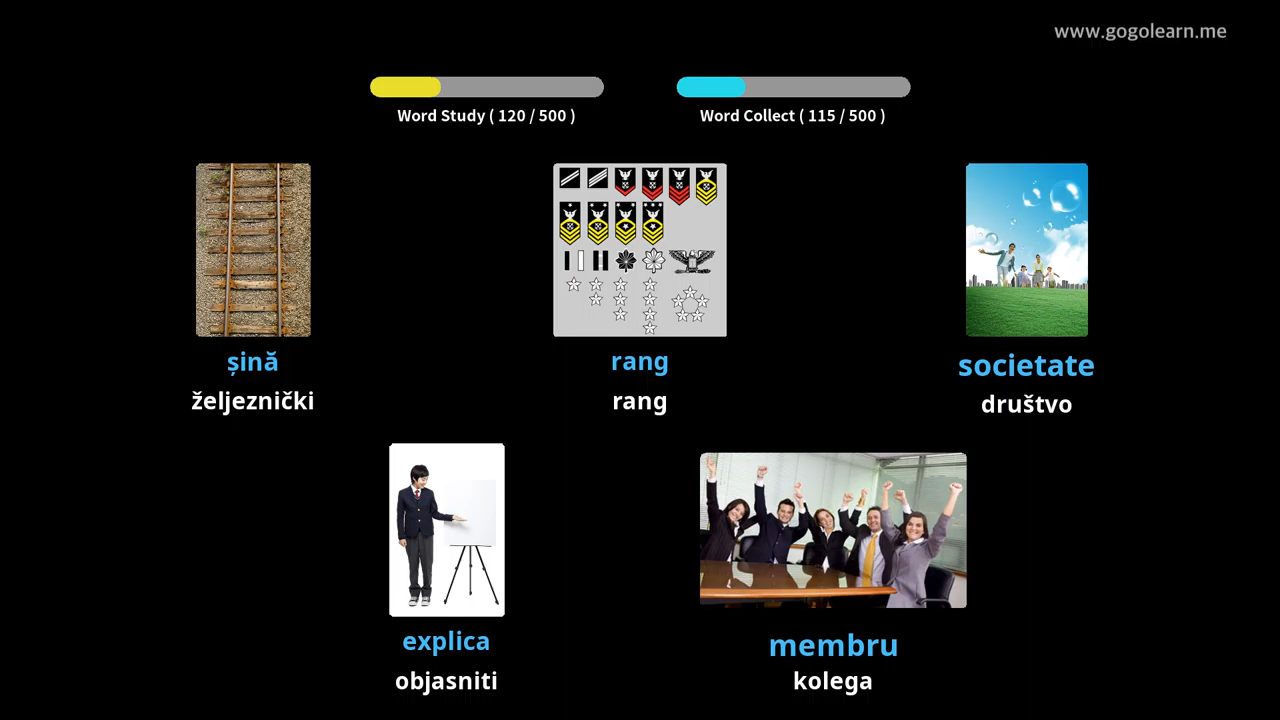 www.gogolearn.me
Word Study ( 120 / 500 )
Word Collect ( 115 / 500 )
șină
rang
societate
željeznički
rang
društvo
explica
membru
objasniti
kolega